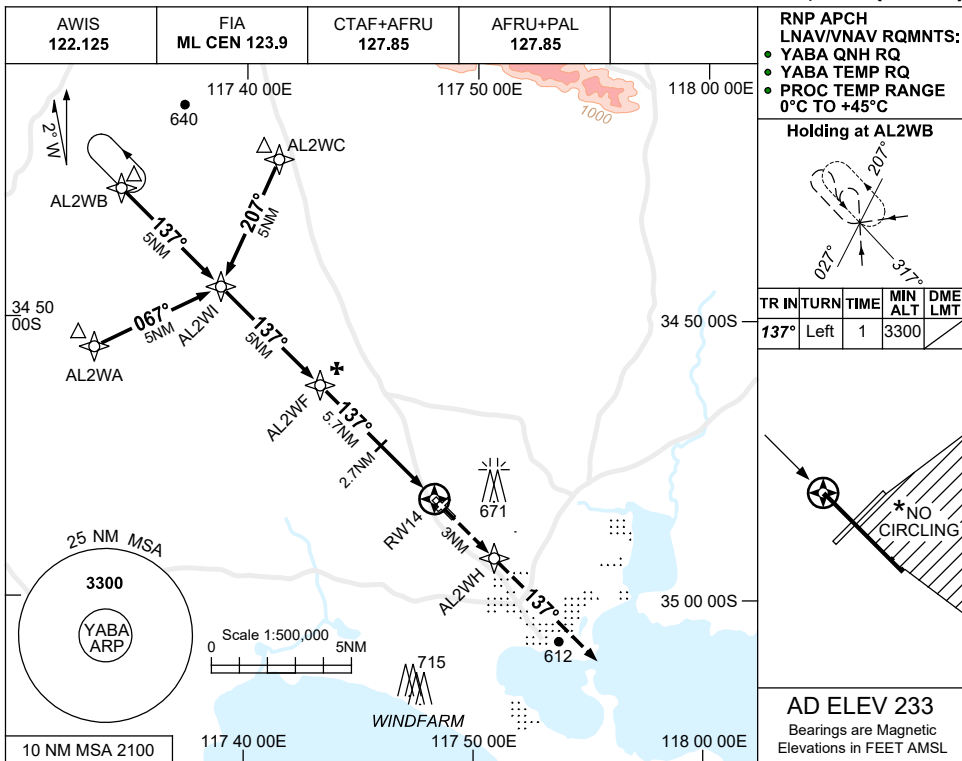 AWIS
122.125
FIA
ML CEN 123.9
CTAF+AFRU
127.85
AFRU+PAL
127.85
RNP APCH
LNAV/VNAV RQMNTS:
YABA QNH RQ
YABA TEMP RQ
PROC TEMP RANGE
0°C TO +45°C
117 40 00E
117 50 00E
118 00 00E
2° W
640
1000
AL2WC
AL2WB
137°
5NM
207°
5NM
AL2WI
067°
5NM
AL2WA
34 50
00S
34 50 00S
137°
5NM
AL2WF
137°
5.7NM
2.7NM
671
RW14
3NM
AL2WH
137°
35 00 00S
612
25 NM MSA
3300
YABA
ARP
Scale 1:500,000
0
5NM
715
WINDFARM
10 NM MSA 2100
117 40 00E
117 50 00E
118 00 00E
Holding at AL2WB
207°
027°
317°
TR IN TURN TIME MIN ALT DME LMT
137° Left 1 3300
*NO
CIRCLING
AD ELEV 233
Bearings are Magnetic
Elevations in FEET AMSL